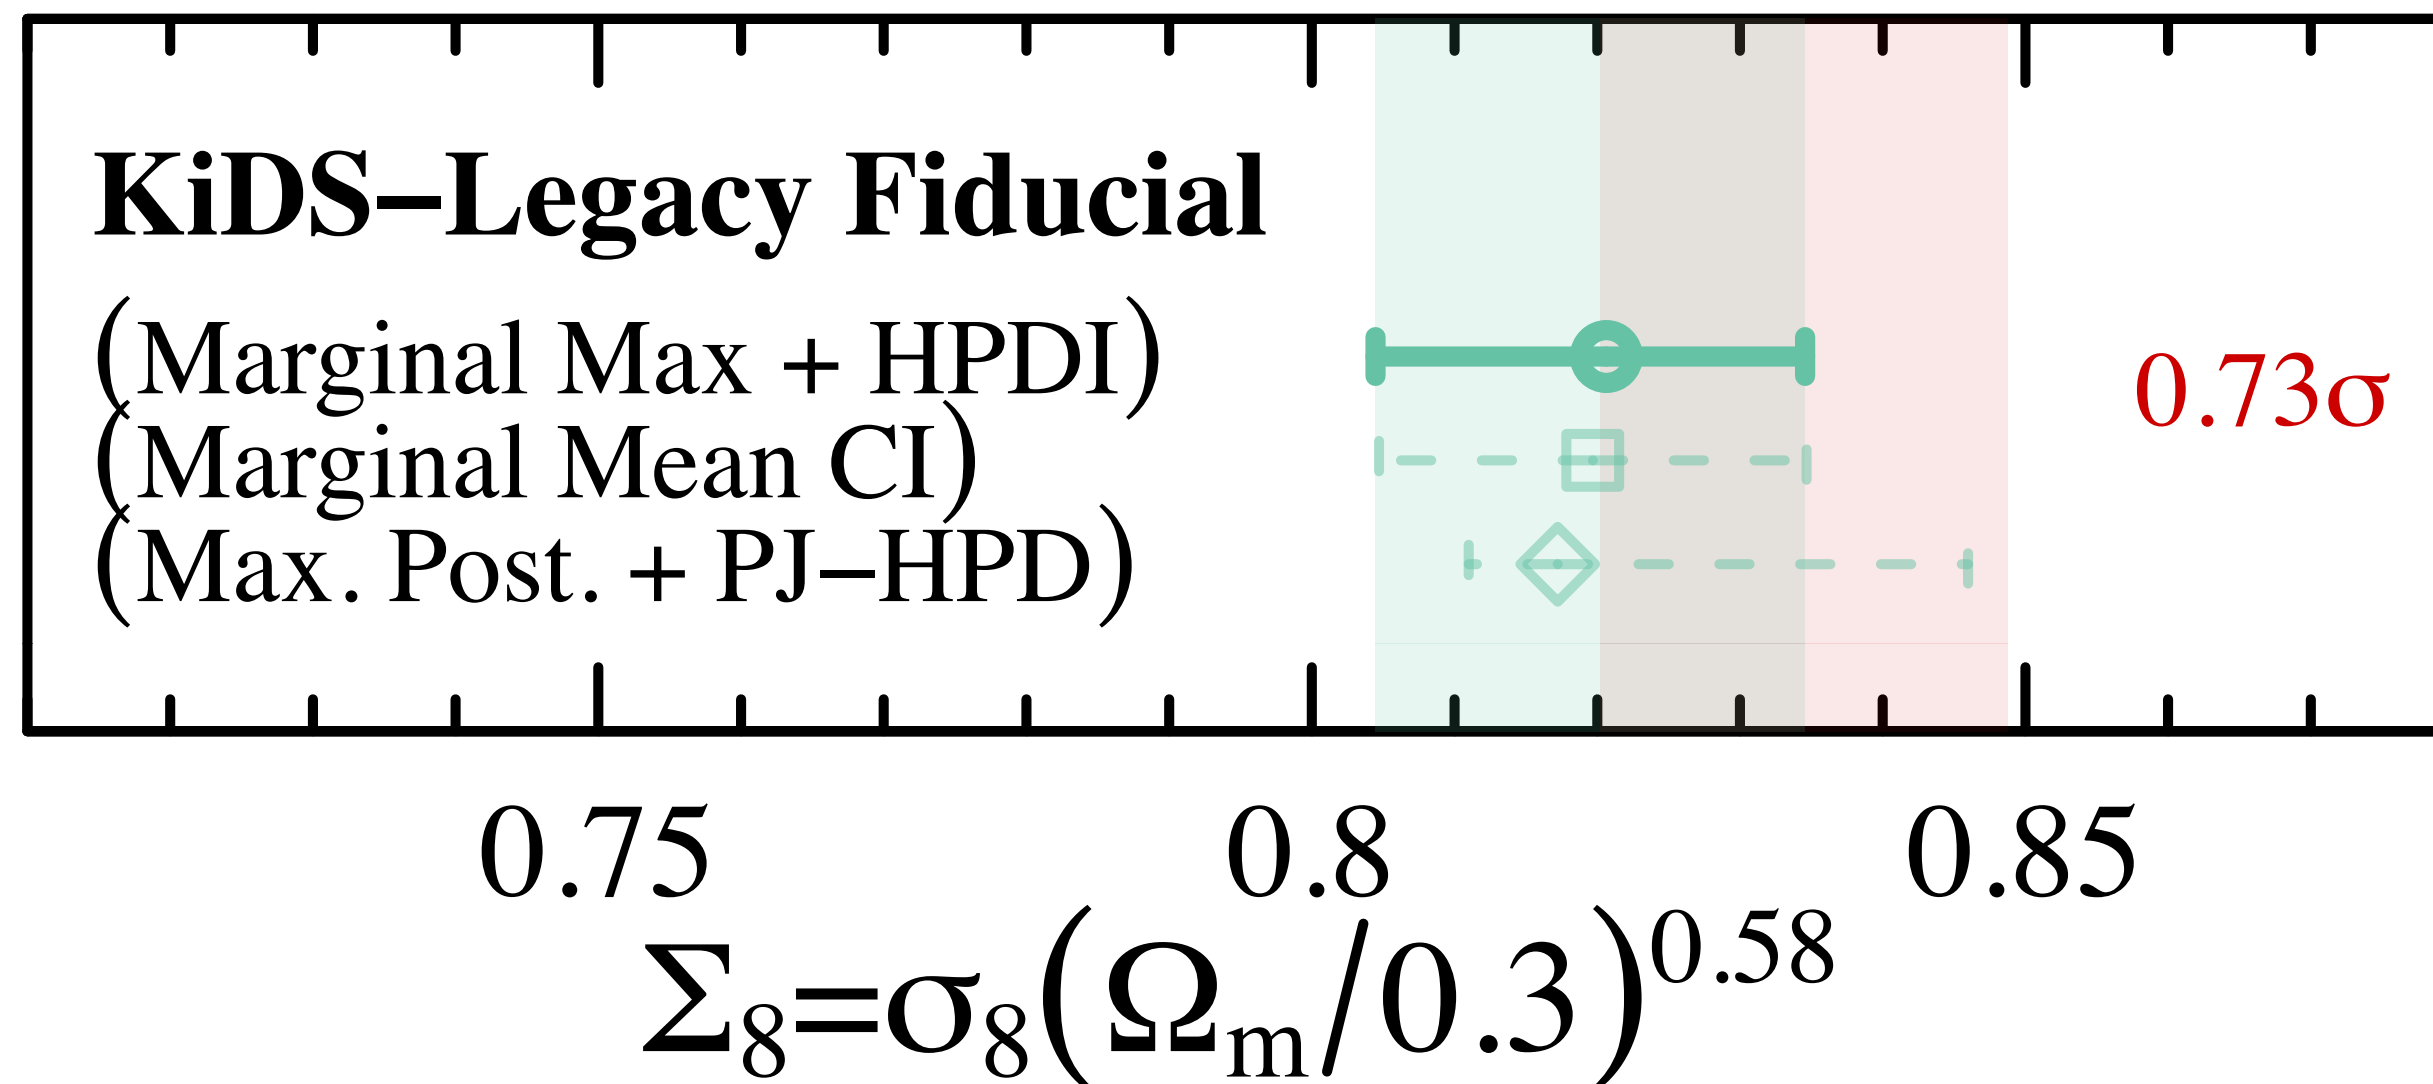 KiDS–Legacy Fiducial
(Marginal Max + HPDI)
(Marginal Mean CI)
(Max. Post. + PJ–HPD)
0.73σ
0.75 0.8 0.85
Σ₈=σ₈(Ωₘ/0.3)^0.58